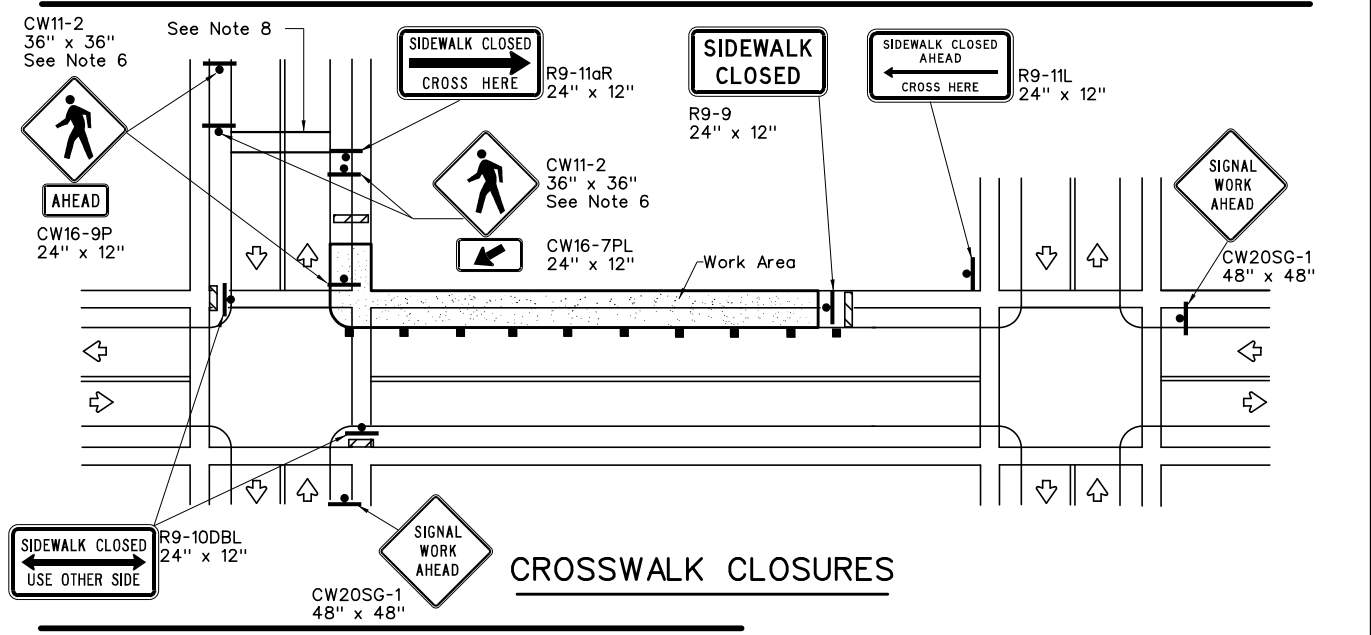 CW11-2
36" x 36"
See Note 6
See Note 8
SIDEWALK CLOSED
CROSS HERE
R9-11aR
24" x 12"
SIDEWALK
CLOSED
R9-9
24" x 12"
SIDEWALK CLOSED
AHEAD
CROSS HERE
R9-11L
24" x 12"
AHEAD
CW16-9P
24" x 12"
CW11-2
36" x 36"
See Note 6
CW16-7PL
24" x 12"
Work Area
SIGNAL
WORK
AHEAD
CW20SG-1
48" x 48"
SIDEWALK CLOSED
USE OTHER SIDE
R9-10DBL
24" x 12"
SIGNAL
WORK
AHEAD
CW20SG-1
48" x 48"
CROSSWALK CLOSURES